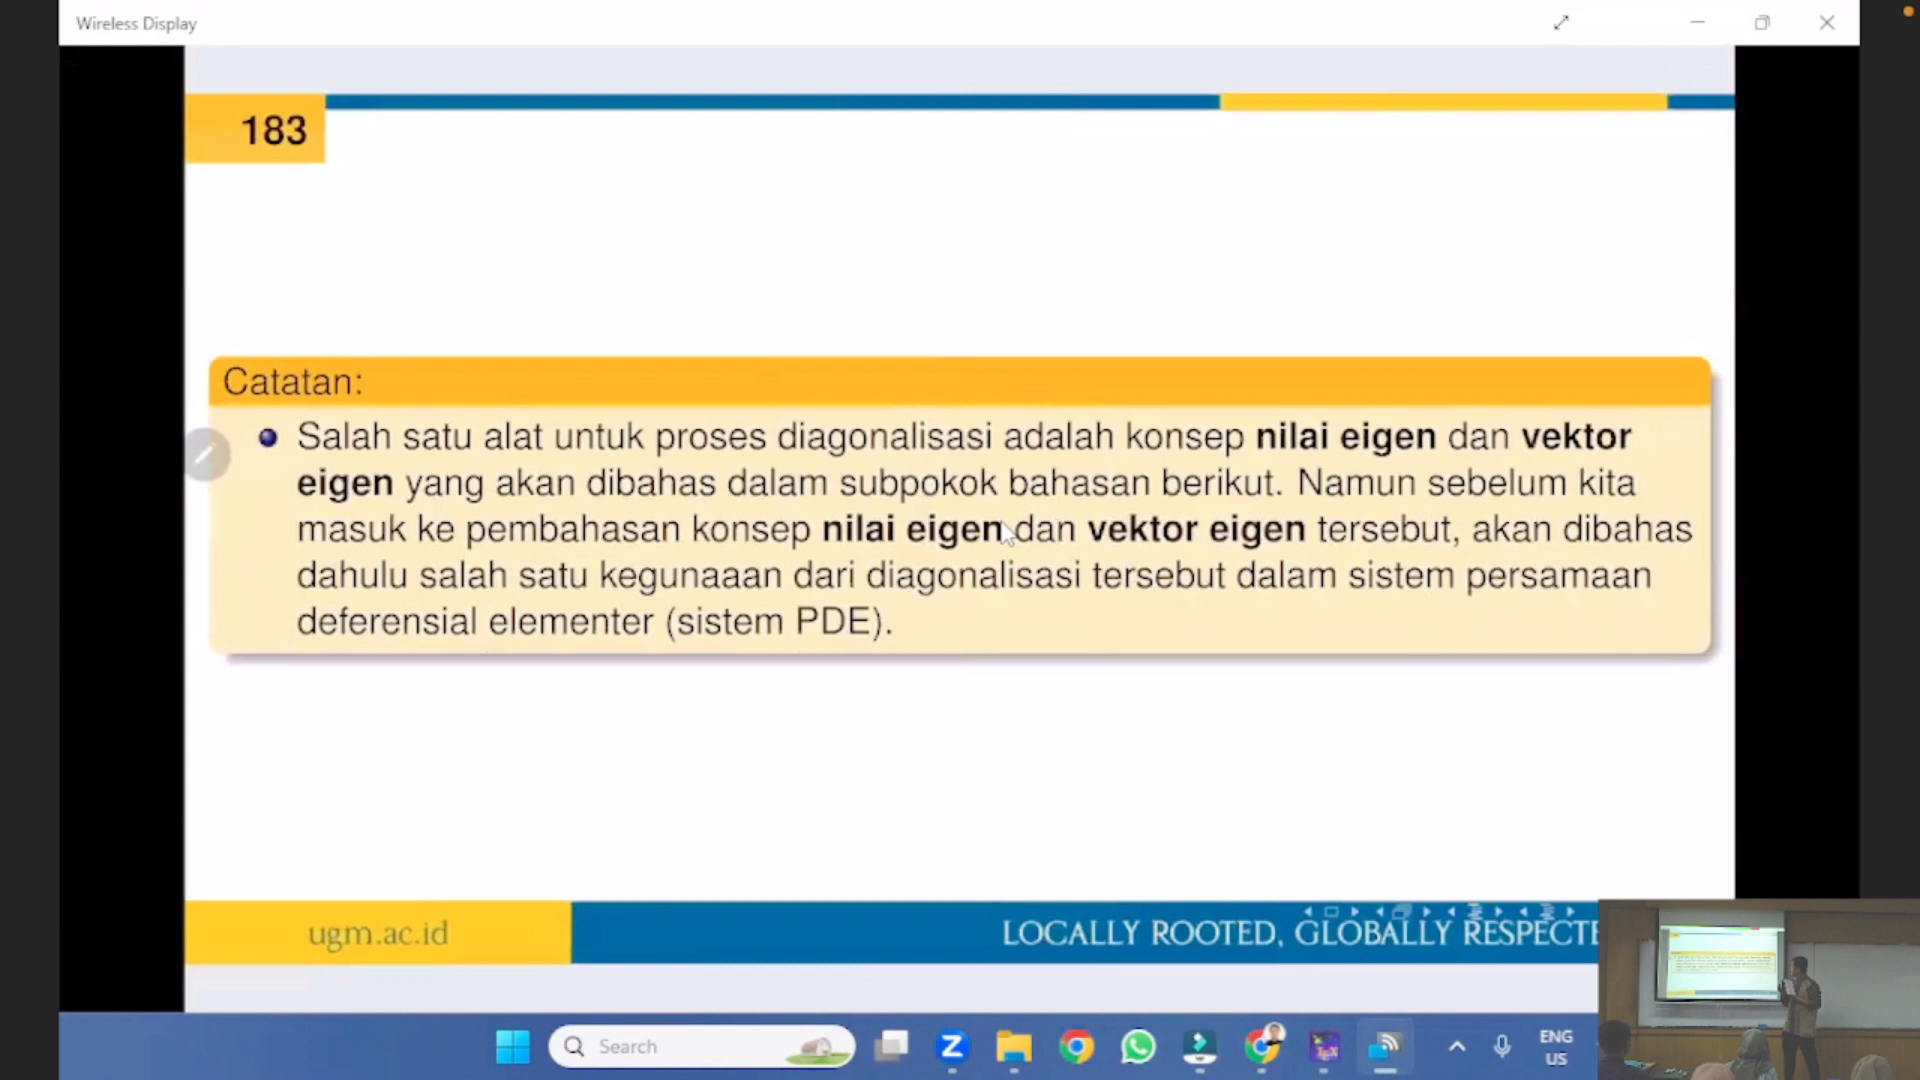 Wireless Display
183
Catatan:
Salah satu alat untuk proses diagonalisasi adalah konsep nilai eigen dan vektor
eigen yang akan dibahas dalam subpokok bahasan berikut. Namun sebelum kita
masuk ke pembahasan konsep nilai eigen dan vektor eigen tersebut, akan dibahas
dahulu salah satu kegunaaan dari diagonalisasi tersebut dalam sistem persamaan
deferensial elementer (sistem PDE).
ugm.ac.id
LOCALLY ROOTED, GLOBALLY RESPECTE
Search
ENG
US